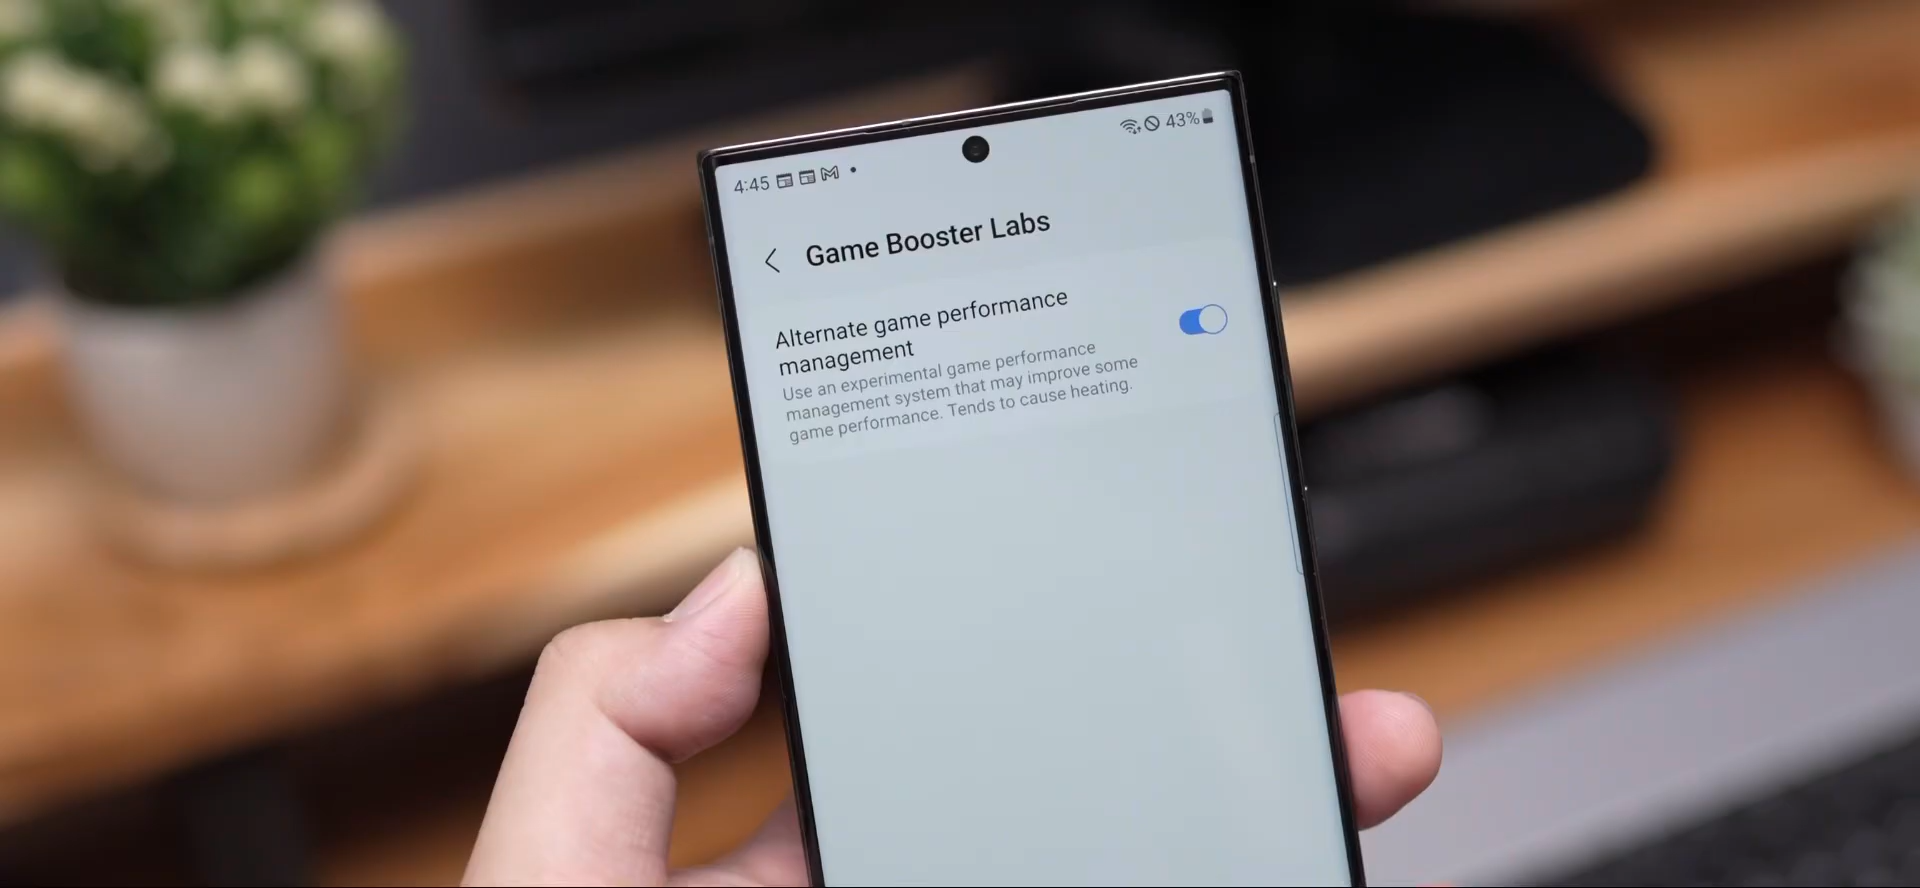 4:45
43%
Game Booster Labs
Alternate game performance
management
Use an experimental game performance
management system that may improve some
game performance. Tends to cause heating.